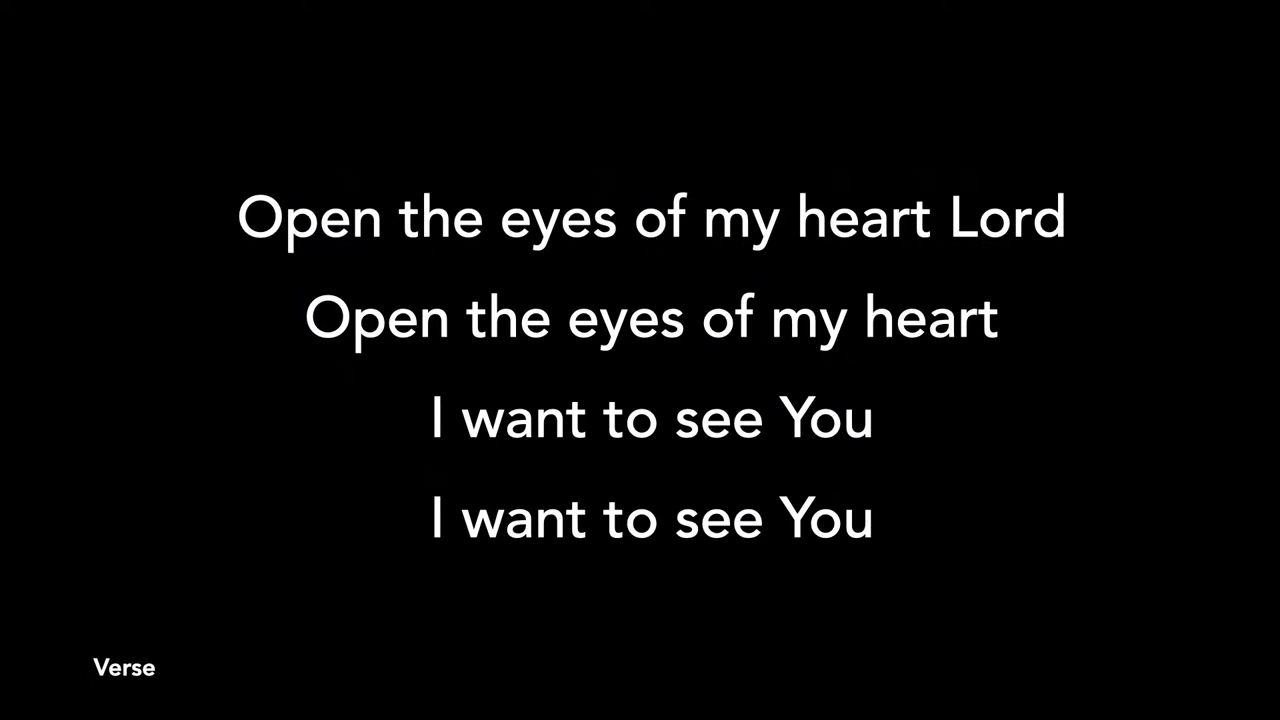 Open the eyes of my heart Lord
Open the eyes of my heart
I want to see You
I want to see You
Verse